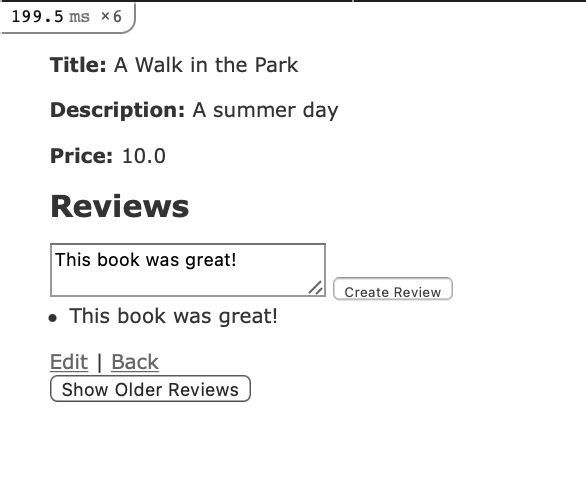 199.5 ms ×6
Title: A Walk in the Park
Description: A summer day
Price: 10.0
Reviews
This book was great!
Create Review
• This book was great!
Edit | Back
Show Older Reviews